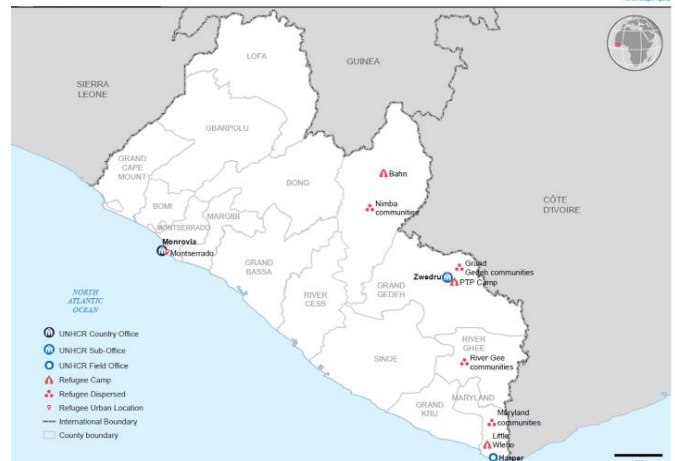 LOFA
GUINEA
SIERRA
LEONE
GBARPOLU
GRAND
CAPE
MOUNT
BONG
Bahn
CÔTE
D'IVOIRE
BOMI
Nimba
communities
MARGIBI
MONTSERRADO
Monrovia
Montserrado
GRAND
BASSA
Grand
Gedeh communities
Zwedru
PTP Camp
GRAND
GEDEH
RIVER
CESS
NORTH
ATLANTIC
OCEAN
UNHCR Country Office
UNHCR Sub-Office
UNHCR Field Office
Refugee Camp
Refugee Dispersed
Refugee Urban Location
International Boundary
County boundary
SINOE
RIVER
GHEE
River Gee
communities
GRAND
KRU
MARYLAND
Maryland
communities
Little
Wlebo
Harper